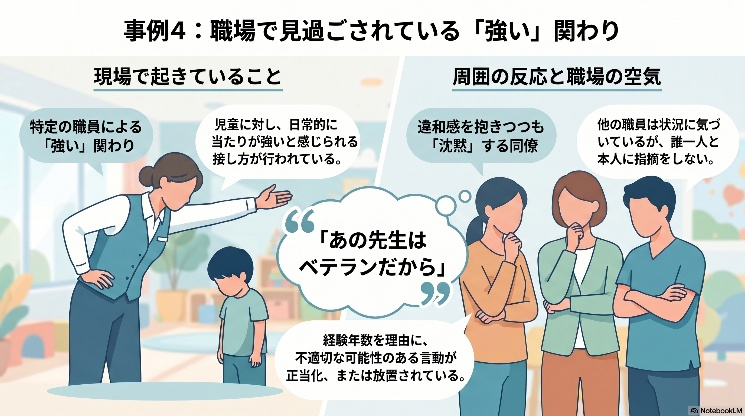 事例4：職場で見過ごされている「強い」関わり
現場で起きていること
特定の職員による
「強い」関わり
児童に対し、日常的に
当たりが強いと感じられる
接し方が行われている。
周囲の反応と職場の空気
違和感を抱きつつも
「沈黙」する同僚
他の職員は状況に気づ
いているが、誰一人と
本人に指摘をしない。
“「あの先生は
ベテランだから」”
経験年数を理由に、
不適切な可能性のある言動が
正当化、または放置されている。
NotebookLM